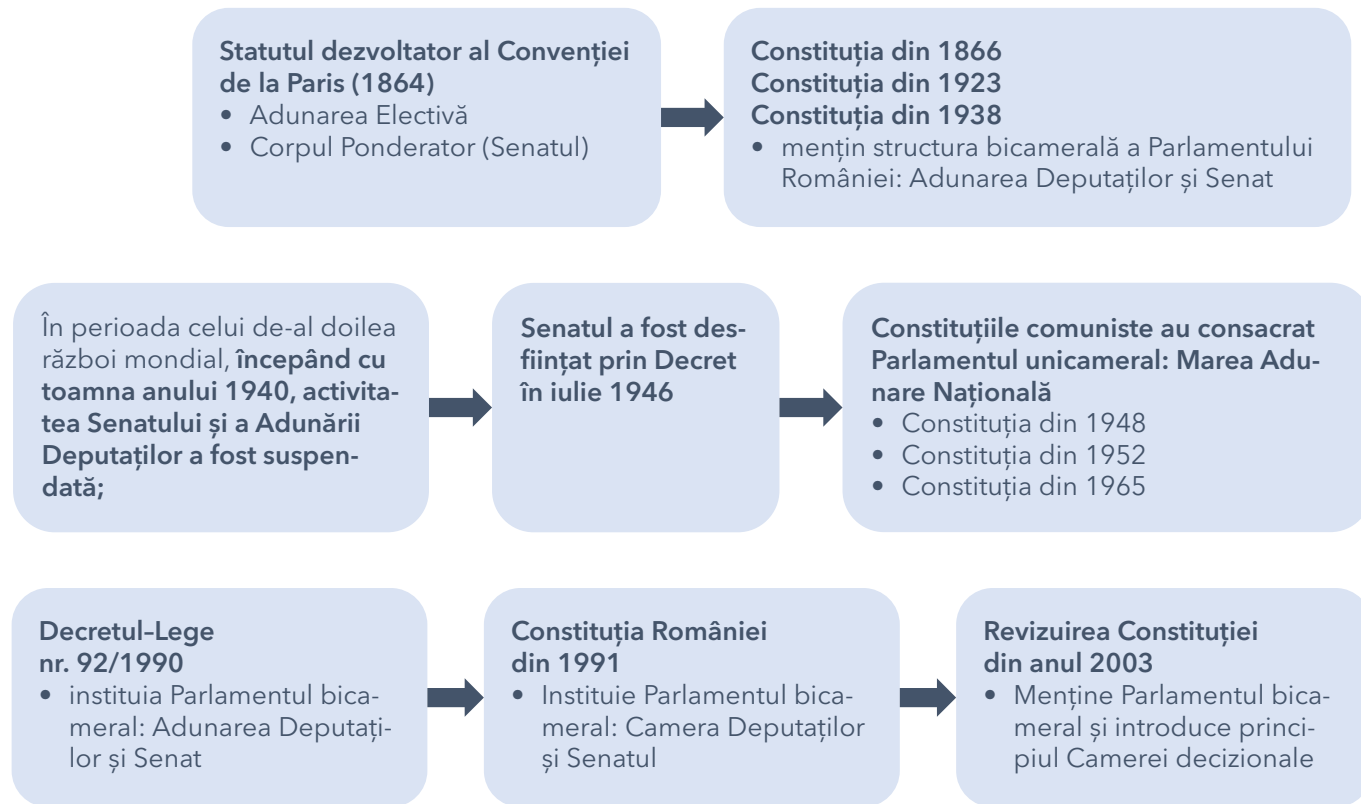 Statutul dezvoltator al Convenției
de la Paris (1864)
• Adunarea Electivă
• Corpul Ponderator (Senatul)
Constituția din 1866
Constituția din 1923
Constituția din 1938
• mențin structura bicamerală a Parlamentului
României: Adunarea Deputaților și Senat
În perioada celui de-al doilea
război mondial, începând cu
toamna anului 1940, activita-
tea Senatului și a Adunării
Deputaților a fost suspen-
dată;
Senatul a fost des-
ființat prin Decret
în iulie 1946
Constituțiile comuniste au consacrat
Parlamentul unicameral: Marea Adu-
nare Națională
• Constituția din 1948
• Constituția din 1952
• Constituția din 1965
Decretul–Lege
nr. 92/1990
• instituia Parlamentul bica-
meral: Adunarea Deputați-
lor și Senat
Constituția României
din 1991
• Instituie Parlamentul bica-
meral: Camera Deputaților
și Senatul
Revizuirea Constituției
din anul 2003
• Menține Parlamentul bica-
meral și introduce princi-
piul Camerei decizionale